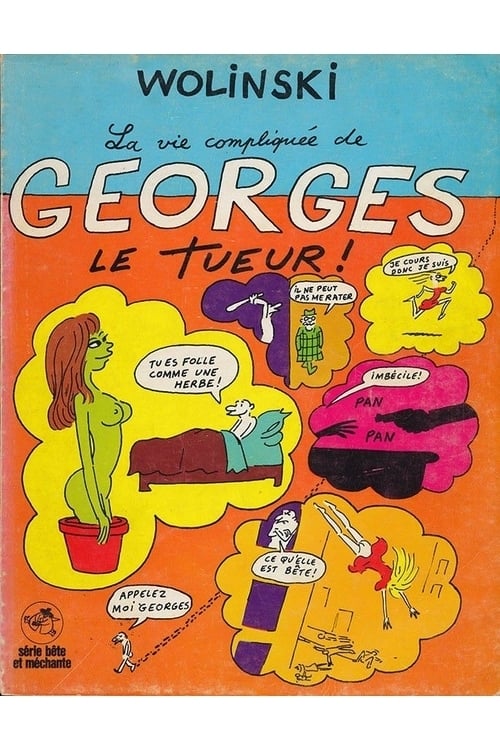 WOLiNSKi
La vie compliquée de
GEORGES
LE TUEUR !
JE COURS
DONC JE SUIS
iL NE PEUT
PAS ME RATER
TU ES FOLLE
COMME UNE
HERBE !
iMBÉCiLE !
PAN
PAN
CE QU'ELLE
EST BÊTE !
APPELEZ
MOi GEORGES
série bête
et méchante